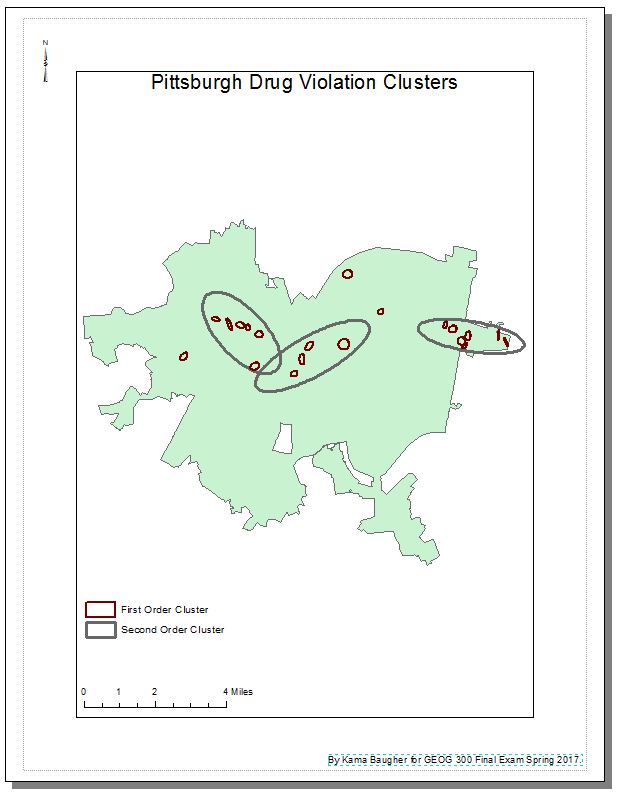 N
Pittsburgh Drug Violation Clusters
First Order Cluster
Second Order Cluster
0 1 2 4 Miles
By Kama Baugher for GEOG 300 Final Exam Spring 2017.